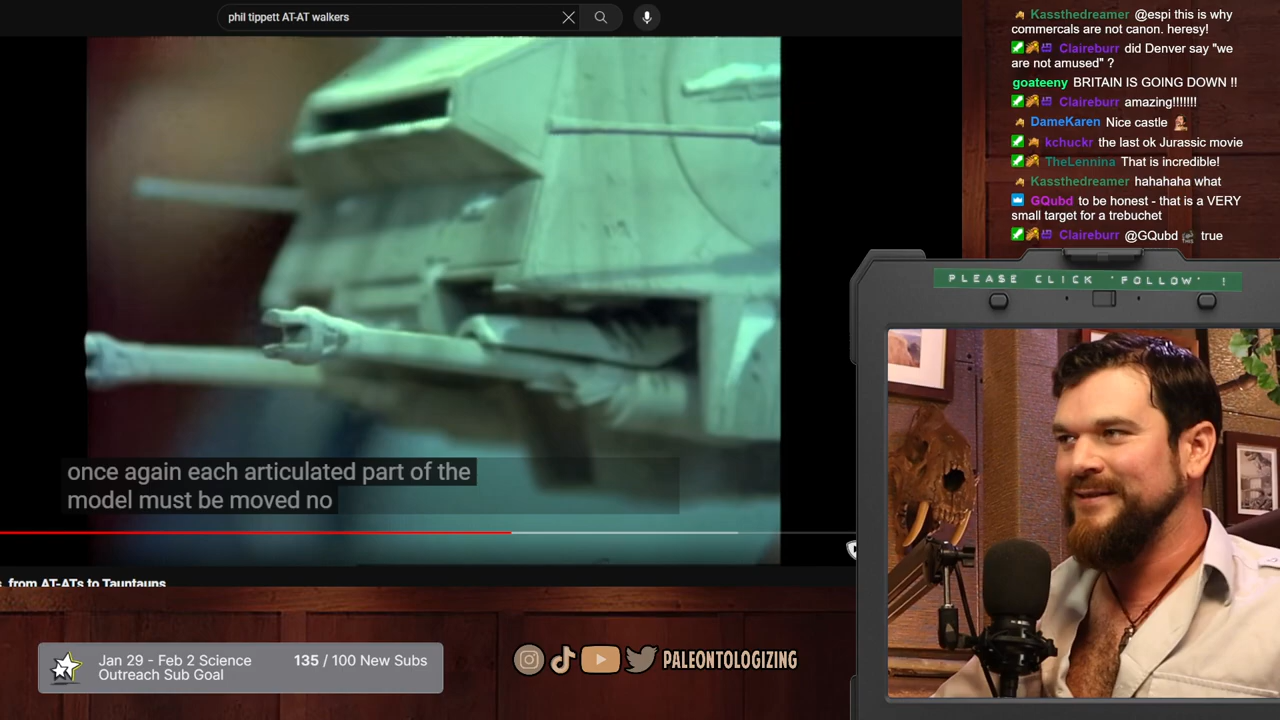 phil tippett AT-AT walkers
once again each articulated part of the
model must be moved no
from AT-ATs to Tauntauns
Jan 29 - Feb 2 Science
Outreach Sub Goal
135 / 100 New Subs
PALEONTOLOGIZING
Kassthedreamer @espi this is why
commercals are not canon. heresy!
Claireburr did Denver say "we
are not amused" ?
goateeny BRITAIN IS GOING DOWN !!
Claireburr amazing!!!!!!!
DameKaren Nice castle
kchuckr the last ok Jurassic movie
TheLennina That is incredible!
Kassthedreamer hahahaha what
GQubd to be honest - that is a VERY
small target for a trebuchet
Claireburr @GQubd true
PLEASE CLICK 'FOLLOW' !